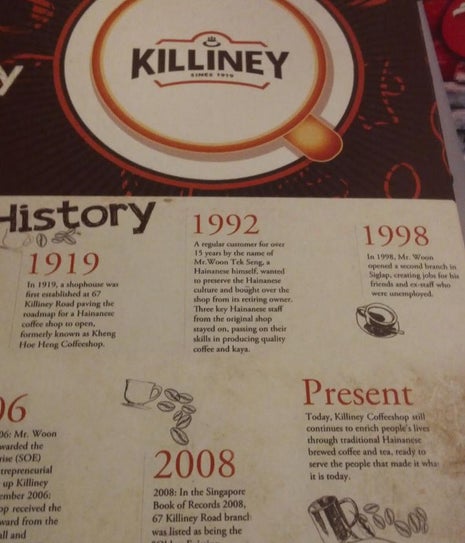 KILLINEY
SINCE 1919
History
1919
In 1919, a shophouse was
first established at 67
Killiney Road paving the
roadmap for a Hainanese
coffee shop to open,
formerly known as Kheng
Hoe Heng Coffeeshop.
1992
A regular customer for over
15 years by the name of
Mr.Woon Tek Seng, a
Hainanese himself, wanted
to preserve the Hainanese
culture and bought over the
shop from its retiring owner.
Three key Hainanese staff
from the original shop
stayed on, passing on their
skills in producing quality
coffee and kaya.
1998
In 1998, Mr. Woon
opened a second branch in
Siglap, creating jobs for his
friends and ex-staff who
were unemployed.
06
06: Mr. Woon
warded the
rise (SOE)
trepreneurial
up Killiney
ember 2006:
op received the
ward from the
all and
2008
2008: In the Singapore
Book of Records 2008,
67 Killiney Road branch
was listed as being the
Present
Today, Killiney Coffeeshop still
continues to enrich people's lives
through traditional Hainanese
brewed coffee and tea, ready to
serve the people that made it wha
it is today.